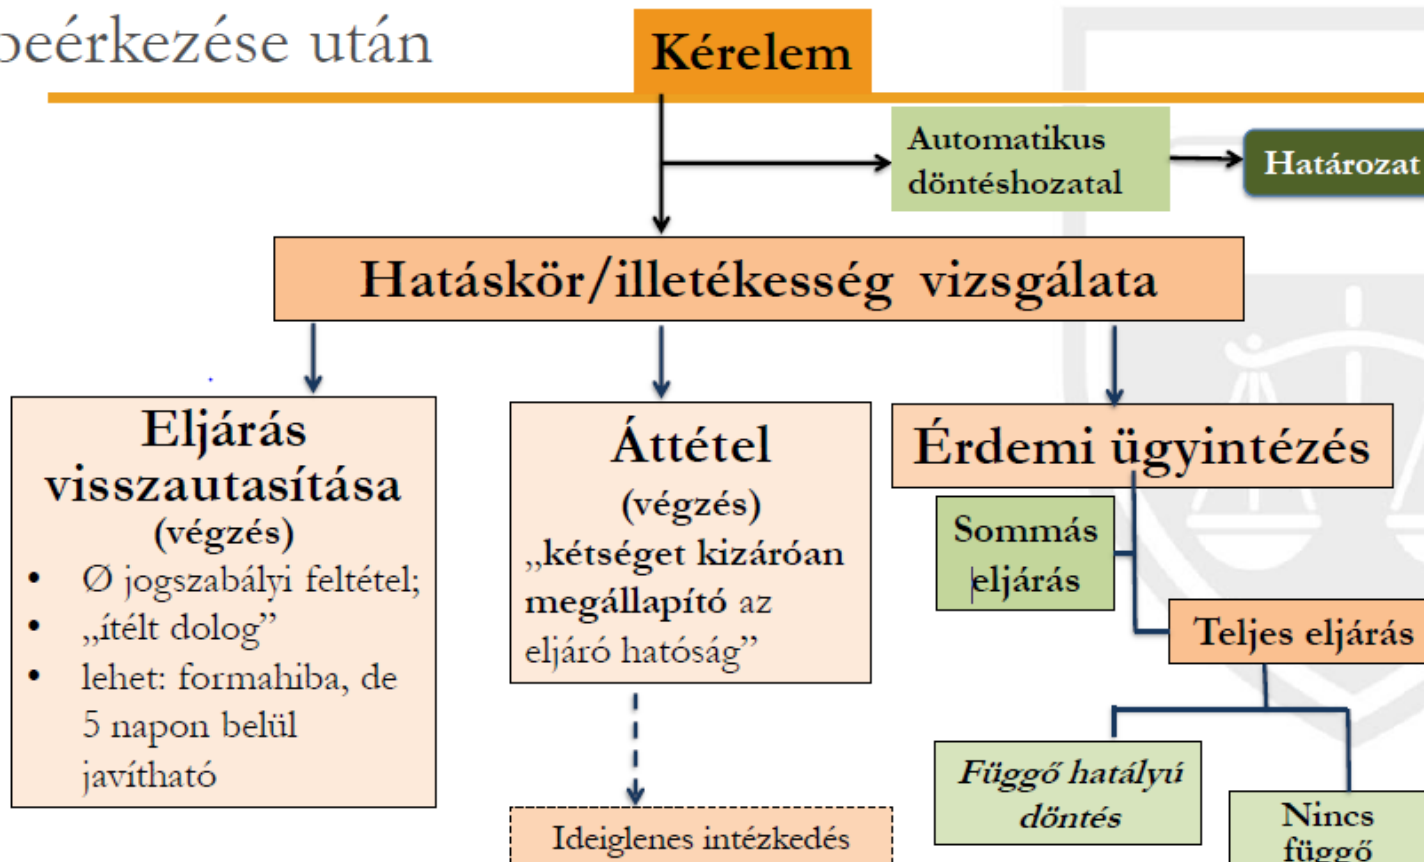 beérkezése után
Kérelem
Automatikus
döntéshozatal
Határozat
Hatáskör/illetékesség vizsgálata
Eljárás
visszautasítása
(végzés)
• Ø jogszabályi feltétel;
• „ítélt dolog”
• lehet: formahiba, de
5 napon belül
javítható
Áttétel
(végzés)
„kétséget kizáróan
megállapító az
eljáró hatóság”
Ideiglenes intézkedés
Érdemi ügyintézés
Sommás
eljárás
Teljes eljárás
Függő hatályú
döntés
Nincs
függő